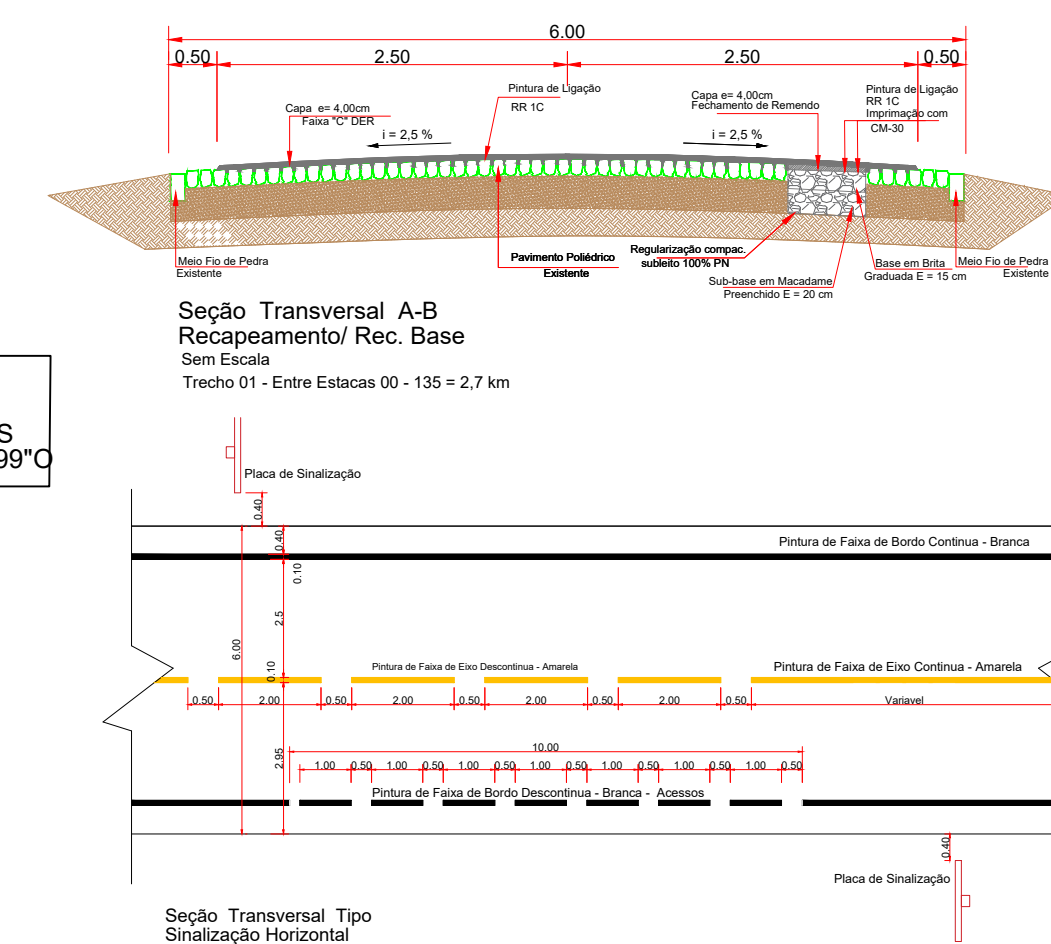 6.00
0.50 2.50 2.50 0.50
Capa e= 4,00cm
Faixa "C" DER
Pintura de Ligação
RR 1C
Capa e= 4,00cm
Fechamento de Remendo
Pintura de Ligação
RR 1C
Imprimação com
CM-30
i = 2,5 %
i = 2,5 %
Meio Fio de Pedra
Existente
Pavimento Poliédrico
Existente
Regularização compac.
subleito 100% PN
Sub-base em Macadame
Preenchido E = 20 cm
Base em Brita
Graduada E = 15 cm
Meio Fio de Pedra
Existente
Seção Transversal A-B
Recapeamento/ Rec. Base
Sem Escala
Trecho 01 - Entre Estacas 00 - 135 = 2,7 km
S
99"O
Placa de Sinalização
0.40
0.40
Pintura de Faixa de Bordo Continua - Branca
0.10
2.5
6.00
0.10
Pintura de Faixa de Eixo Descontinua - Amarela
Pintura de Faixa de Eixo Continua - Amarela
0.50 2.00 0.50 2.00 0.50 2.00 0.50 2.00 0.50 Variavel
2.95
10.00
1.00 0.50 1.00 0.50 1.00 0.50 1.00 0.50 1.00 0.50 1.00 0.50 1.00 0.50
Pintura de Faixa de Bordo Descontinua - Branca - Acessos
0.40
Placa de Sinalização
Seção Transversal Tipo
Sinalização Horizontal